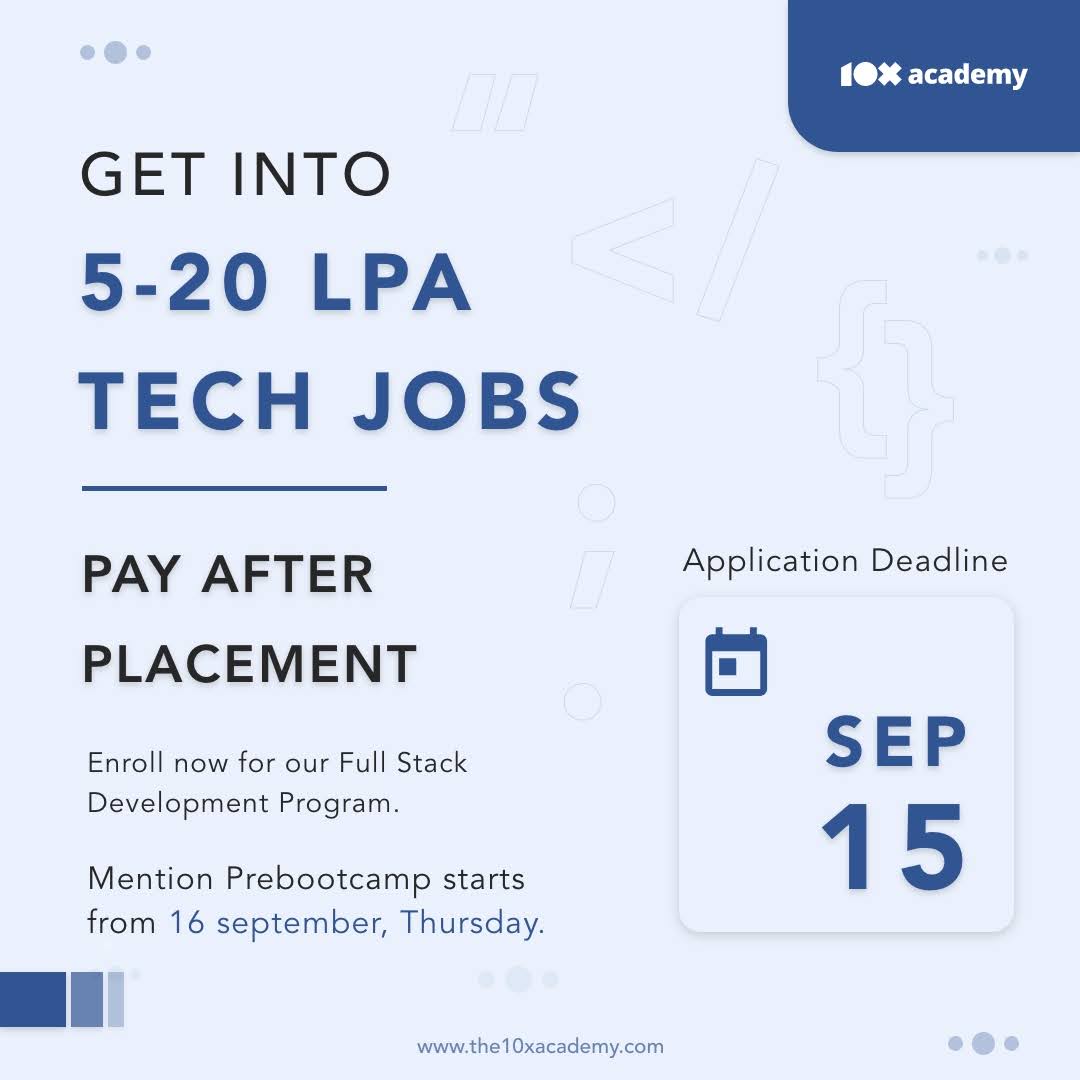 10X academy
GET INTO
5-20 LPA
TECH JOBS
PAY AFTER
PLACEMENT
Enroll now for our Full Stack
Development Program.
Mention Prebootcamp starts
from 16 september, Thursday.
Application Deadline
SEP
15
www.the10xacademy.com